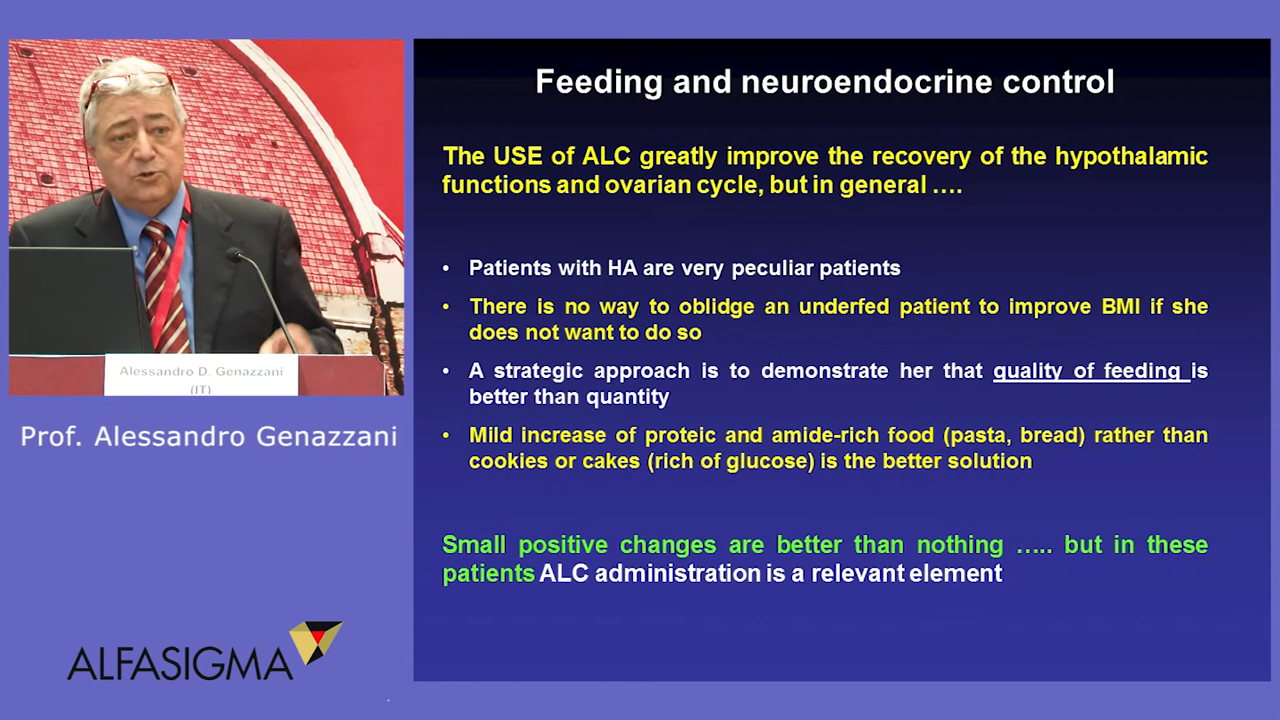 Feeding and neuroendocrine control
The USE of ALC greatly improve the recovery of the hypothalamic
functions and ovarian cycle, but in general ….
• Patients with HA are very peculiar patients
• There is no way to oblidge an underfed patient to improve BMI if she
does not want to do so
• A strategic approach is to demonstrate her that quality of feeding is
better than quantity
• Mild increase of proteic and amide-rich food (pasta, bread) rather than
cookies or cakes (rich of glucose) is the better solution
Small positive changes are better than nothing ….. but in these
patients ALC administration is a relevant element
Alessandro D. Genazzani
(IT)
Prof. Alessandro Genazzani
ALFASIGMA